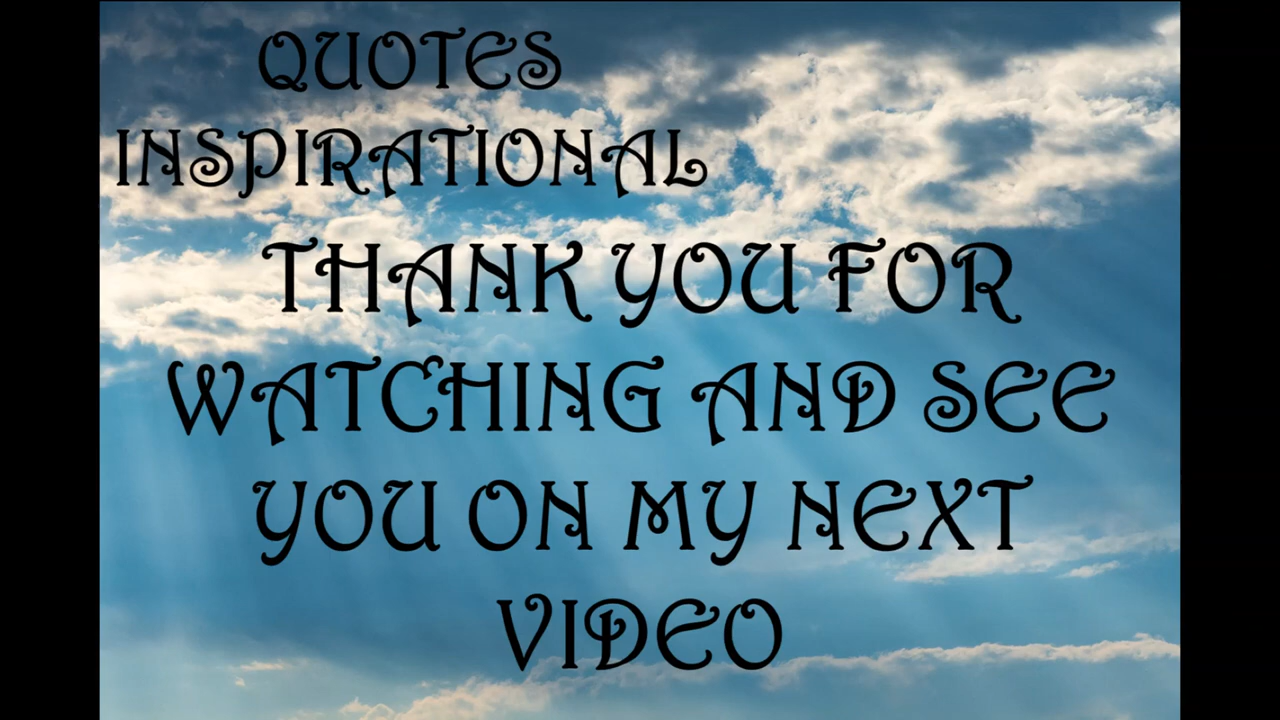 QUOTES
INSPIRATIONAL
THANK YOU FOR
WATCHING AND SEE
YOU ON MY NEXT
VIDEO